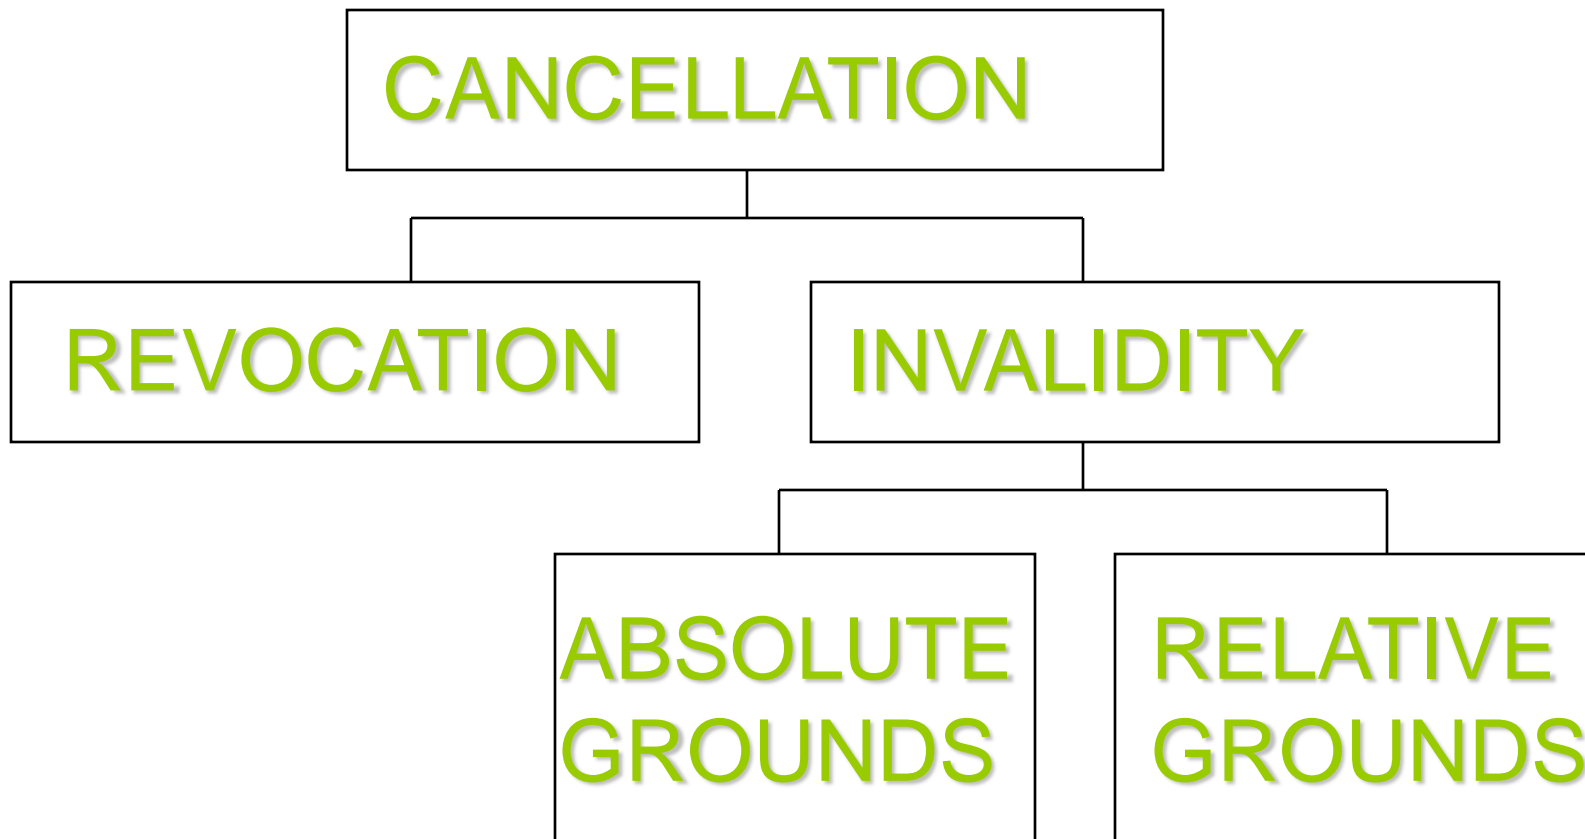 CANCELLATION
REVOCATION
INVALIDITY
ABSOLUTE
GROUNDS
RELATIVE
GROUNDS